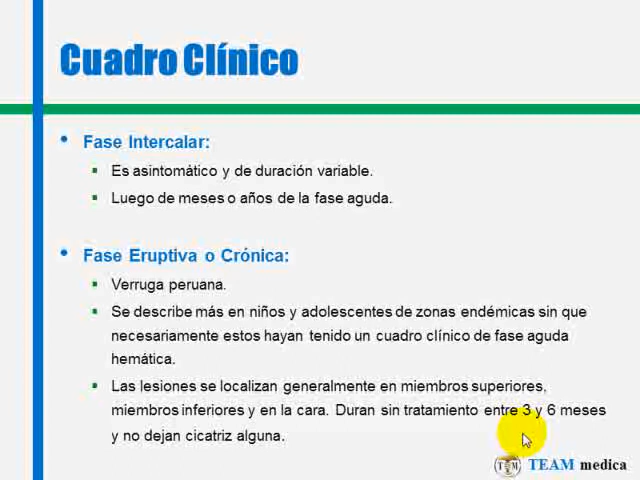 Cuadro Clínico
• Fase Intercalar:
▪ Es asintomático y de duración variable.
▪ Luego de meses o años de la fase aguda.
• Fase Eruptiva o Crónica:
▪ Verruga peruana.
▪ Se describe más en niños y adolescentes de zonas endémicas sin que
necesariamente estos hayan tenido un cuadro clínico de fase aguda
hemática.
▪ Las lesiones se localizan generalmente en miembros superiores,
miembros inferiores y en la cara. Duran sin tratamiento entre 3 y 6 meses
y no dejan cicatriz alguna.
TEAM medica